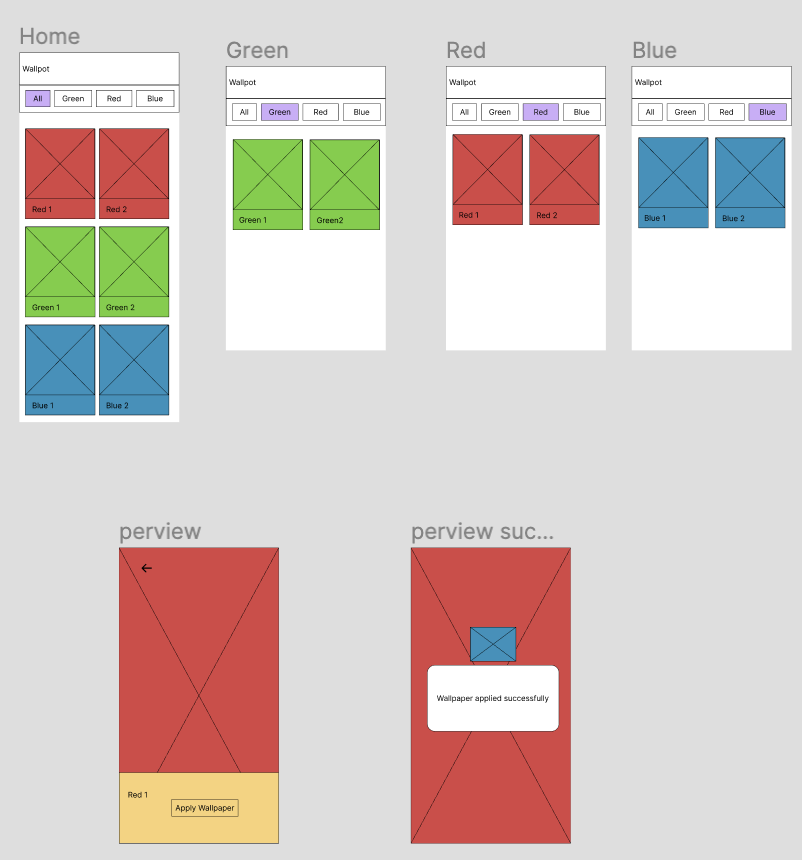 Home
Wallpot
All Green Red Blue
Red 1 Red 2
Green 1 Green 2
Blue 1 Blue 2
Green
Wallpot
All Green Red Blue
Green 1 Green2
Red
Wallpot
All Green Red Blue
Red 1 Red 2
Blue
Wallpot
All Green Red Blue
Blue 1 Blue 2
perview
Red 1
Apply Wallpaper
perview suc...
Wallpaper applied successfully